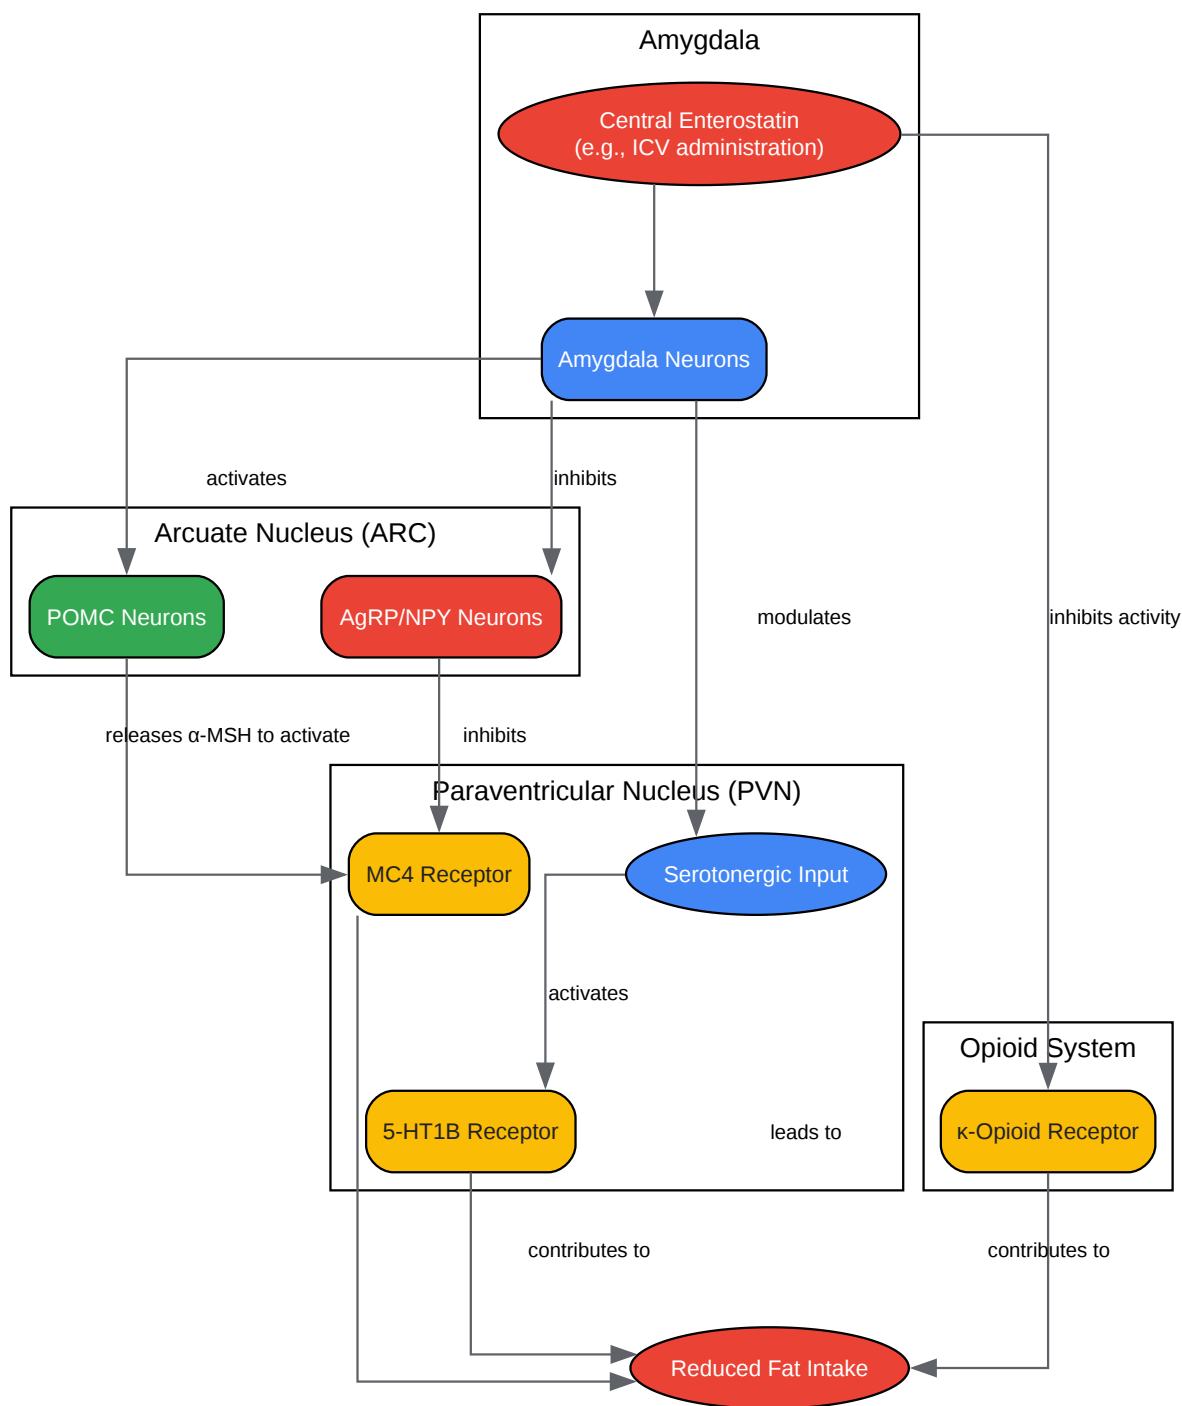 Amygdala
Central Enterostatin
(e.g., ICV administration)
Amygdala Neurons
activates
inhibits
Arcuate Nucleus (ARC)
POMC Neurons
AgRP/NPY Neurons
modulates
inhibits activity
releases α-MSH to activate
inhibits
Paraventricular Nucleus (PVN)
MC4 Receptor
Serotonergic Input
activates
Opioid System
5-HT1B Receptor
leads to
κ-Opioid Receptor
contributes to
contributes to
Reduced Fat Intake